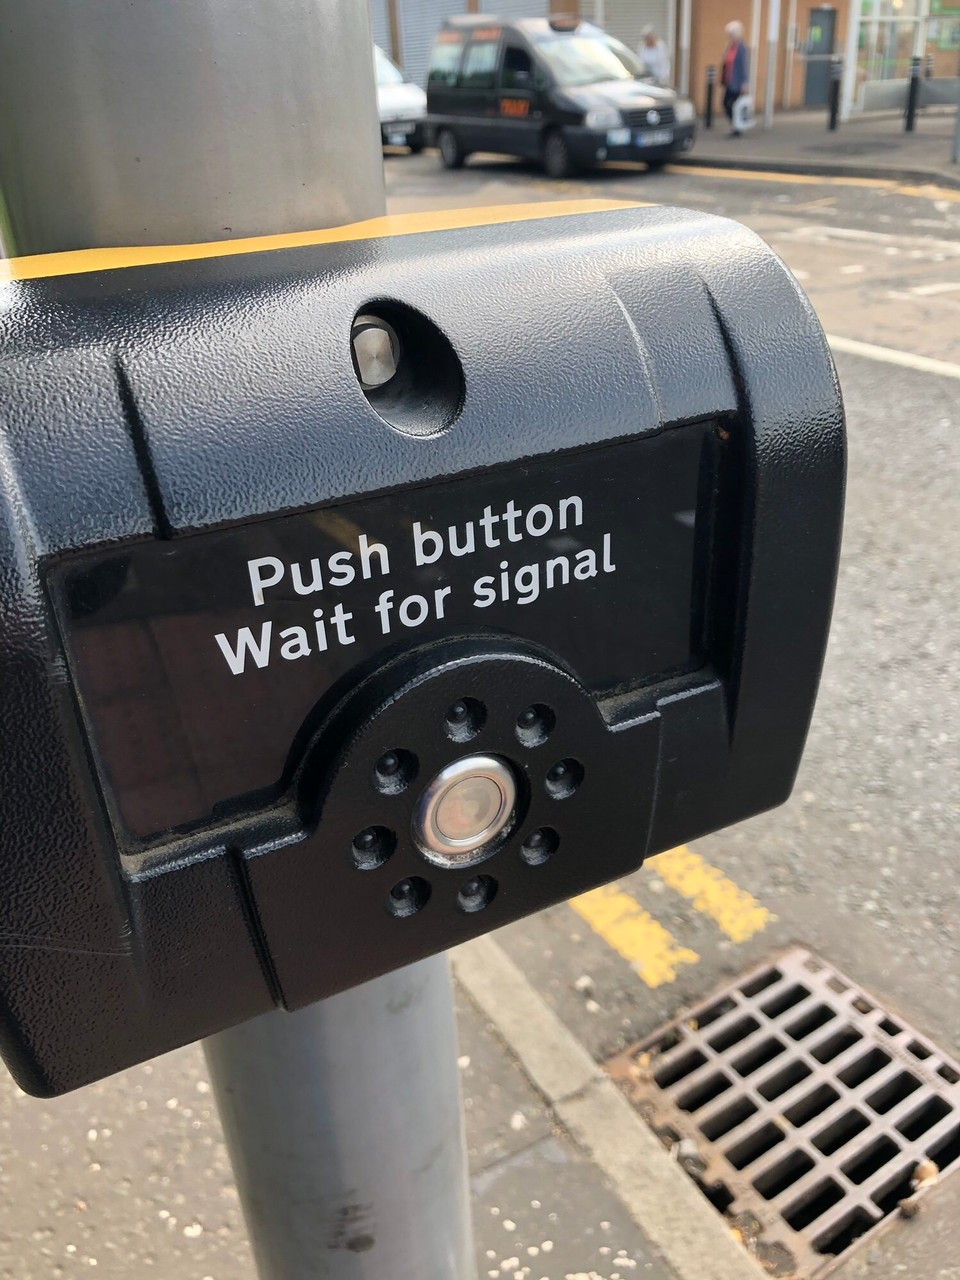 Push button
Wait for signal